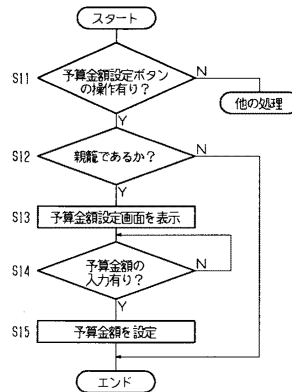 スタート
S11
予算金額設定ボタン
の操作有り?
N
他の処理
Y
S12
親籠であるか?
N
Y
S13
予算金額設定画面を表示
S14
予算金額の
入力有り?
N
Y
S15
予算金額を設定
エンド